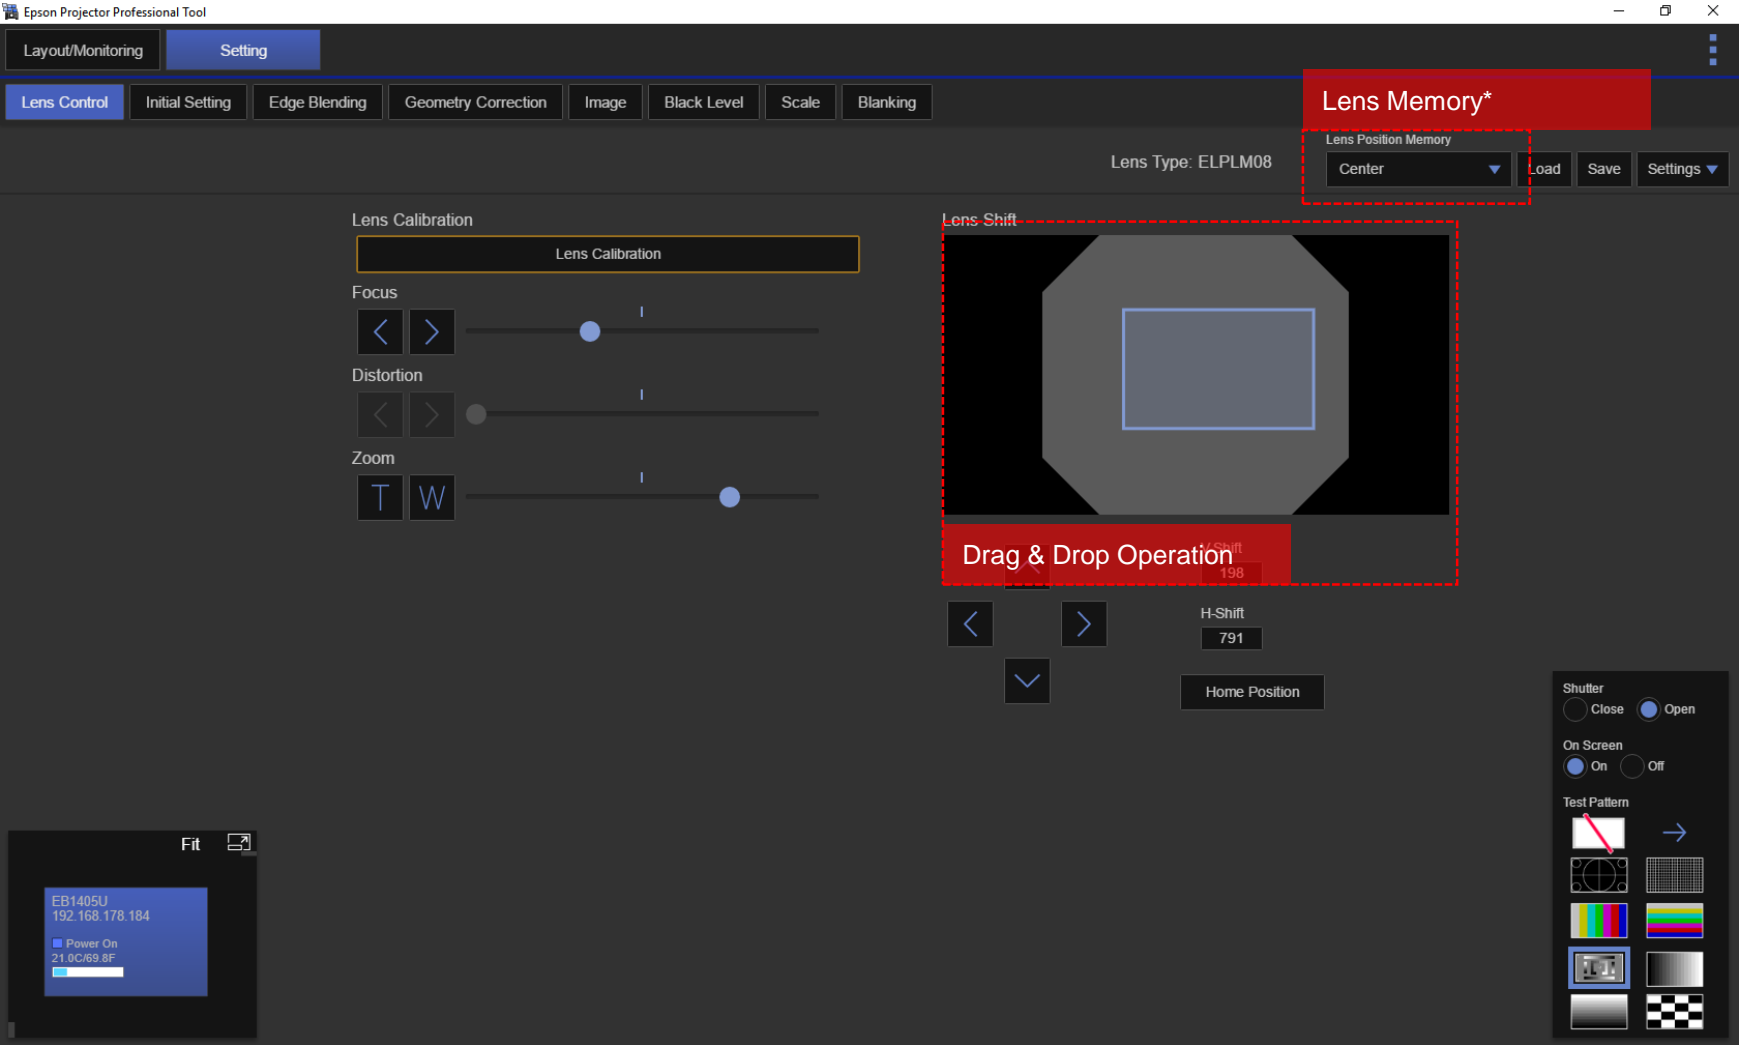 Epson Projector Professional Tool
Layout/Monitoring
Setting
Lens Control
Initial Setting
Edge Blending
Geometry Correction
Image
Black Level
Scale
Blanking
Lens Memory*
Lens Type: ELPLM08
Lens Position Memory
Center
Load
Save
Settings
Lens Calibration
Lens Calibration
Focus
Distortion
Zoom
T
W
Lens Shift
Drag & Drop Operation
V-Shift
198
H-Shift
791
Home Position
Shutter
Close
Open
On Screen
On
Off
Test Pattern
Fit
EB1405U
192.168.178.184
Power On
21.0C/69.8F